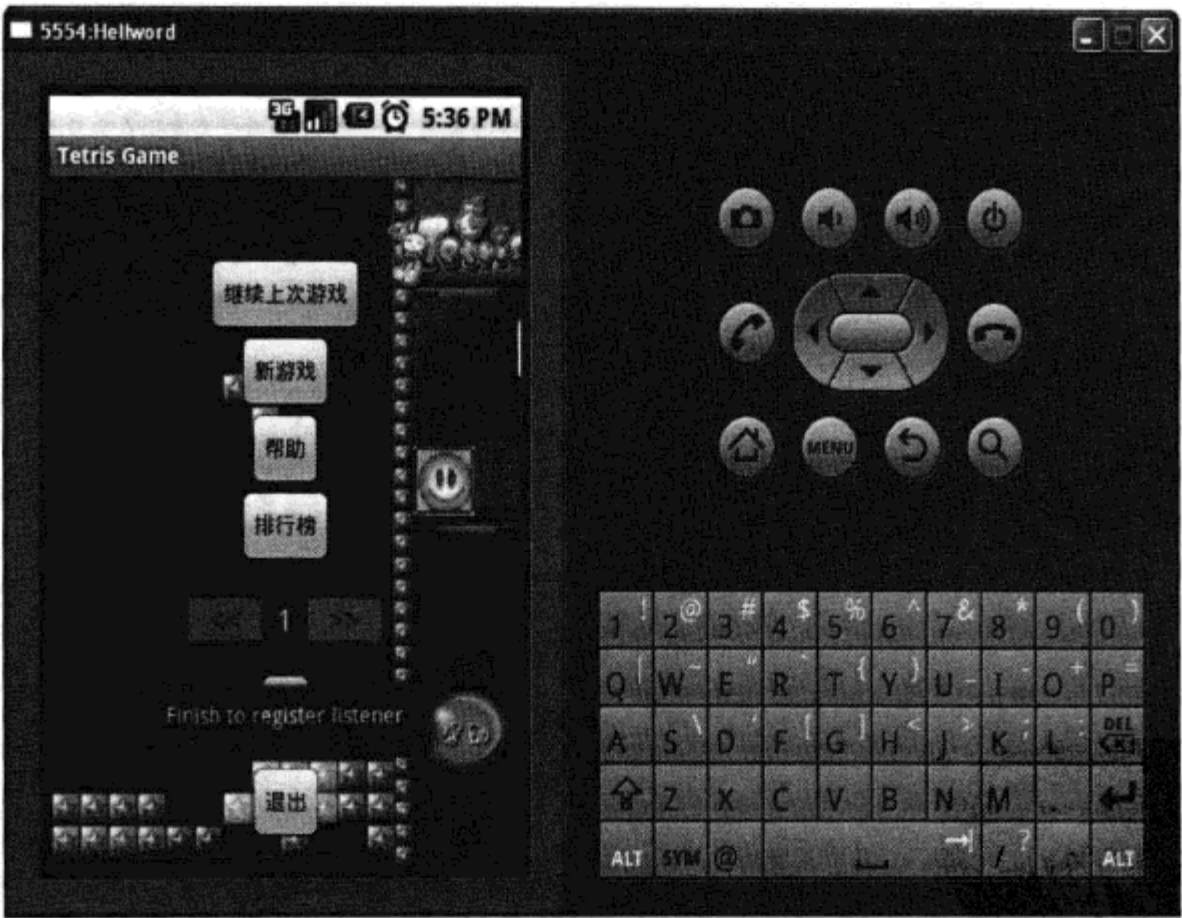 5554:Hellword
3G 5:36 PM
Tetris Game
继续上次游戏
新游戏
帮助
排行榜
<< 1 >>
Finish to register listener
退出
MENU
1 ! 2 @ 3 # 4 $ 5 % 6 ^ 7 & 8 * 9 ( 0 )
Q | W ~ E " R ` T { Y } U _ I - O + P =
A S \ D ' F [ G ] H < J > K ; L : DEL
Z X C V B N M .
ALT SYM @ / ? , ALT